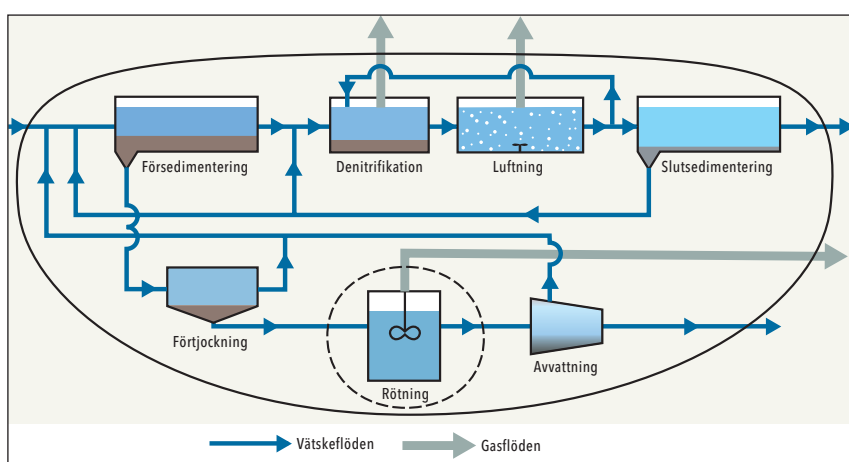 Försedimentering
Denitrifikation
Luftning
Slutsedimentering
Förtjockning
Rötning
Avvattning
Vätskeflöden
Gasflöden